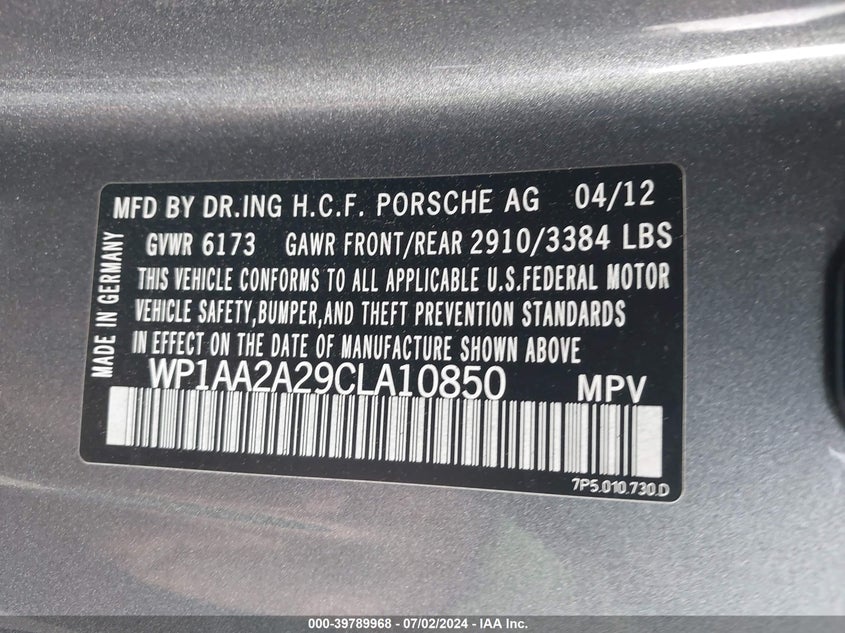 MFD BY DR.ING H.C.F. PORSCHE AG 04/12
GVWR 6173 GAWR FRONT/REAR 2910/3384 LBS
THIS VEHICLE CONFORMS TO ALL APPLICABLE U.S.FEDERAL MOTOR
VEHICLE SAFETY,BUMPER,AND THEFT PREVENTION STANDARDS
IN EFFECT ON THE DATE OF MANUFACTURE SHOWN ABOVE
MADE IN GERMANY
WP1AA2A29CLA10850 MPV
7P5.010.730.D
000-39789968 - 07/02/2024 - IAA Inc.